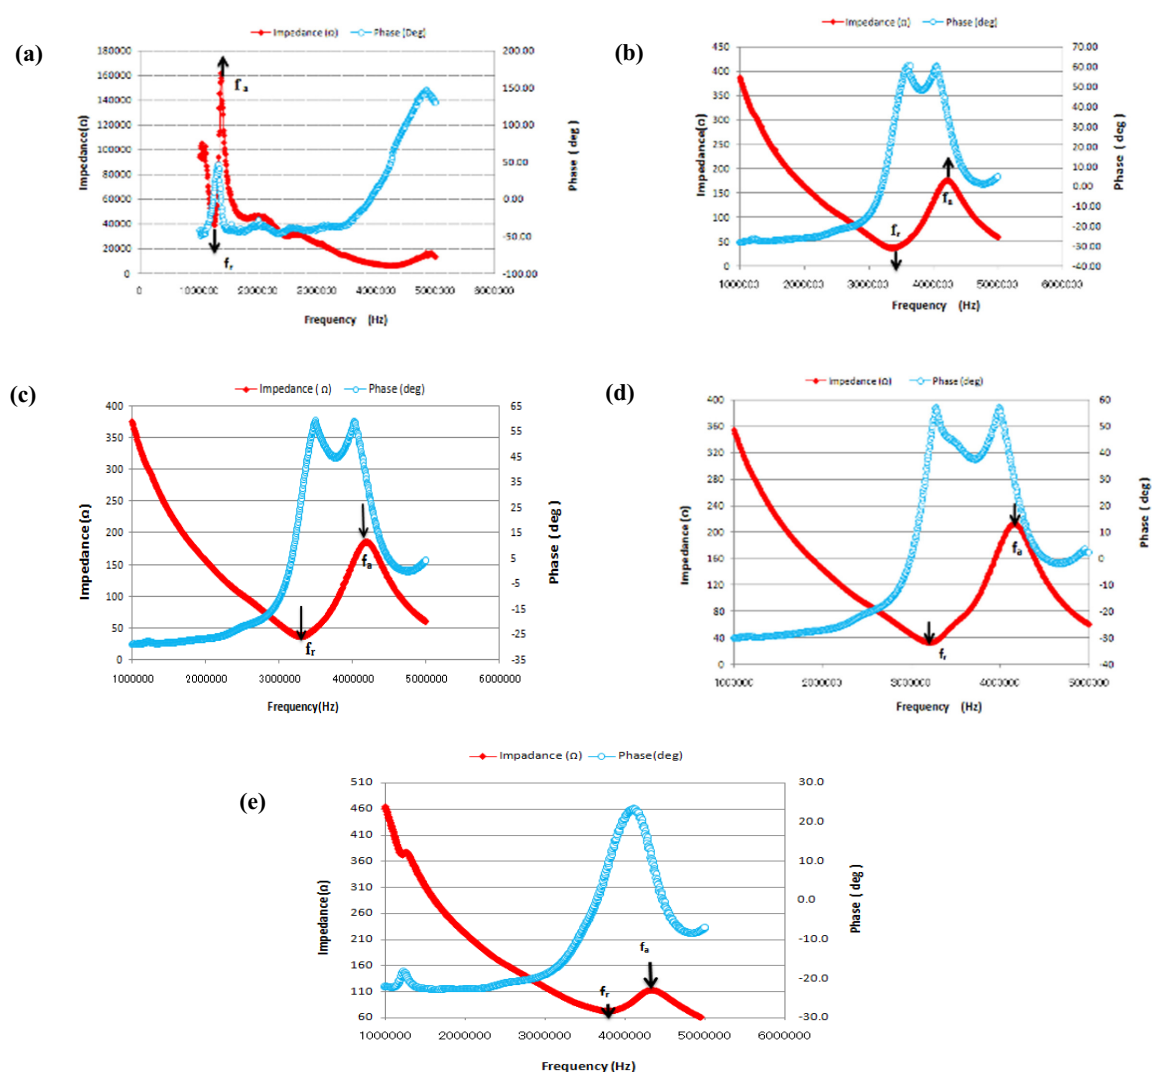 (a)
Impedance (Ω) Phase (Deg)
180000
160000
140000
120000
100000
80000
60000
40000
20000
0
200.00
150.00
100.00
50.00
0.00
-50.00
-100.00
0 1000000 2000000 3000000 4000000 5000000 6000000
Impedance(Ω)
Phase ( deg)
Frequency (Hz)
fa
fr
(b)
Impedance (Ω) Phase (deg)
450
400
350
300
250
200
150
100
50
0
70.00
60.00
50.00
40.00
30.00
20.00
10.00
0.00
-10.00
-20.00
-30.00
-40.00
1000000 2000000 3000000 4000000 5000000 6000000
Impedance(Ω)
Phase ( deg)
Frequency (Hz)
fr
fa
(c)
Impedance ( Ω) Phase (deg)
400
350
300
250
200
150
100
50
0
65
55
45
35
25
15
5
-5
-15
-25
-35
1000000 2000000 3000000 4000000 5000000 6000000
Impedance(Ω)
Phase ( deg )
Frequency(Hz)
fa
fr
(d)
Impedance (Ω) Phase (deg)
400
360
320
280
240
200
160
120
80
40
0
60
50
40
30
20
10
0
-10
-20
-30
-40
1000000 2000000 3000000 4000000 5000000
Impedance (Ω)
Phase ( deg )
Frequency (Hz)
fa
fr
(e)
Impadance (Ω) Phase(deg)
510
460
410
360
310
260
210
160
110
60
30.0
20.0
10.0
0.0
-10.0
-20.0
-30.0
1000000 2000000 3000000 4000000 5000000 6000000
Impedance(Ω)
Phase ( deg)
Frequency (Hz)
fa
fr